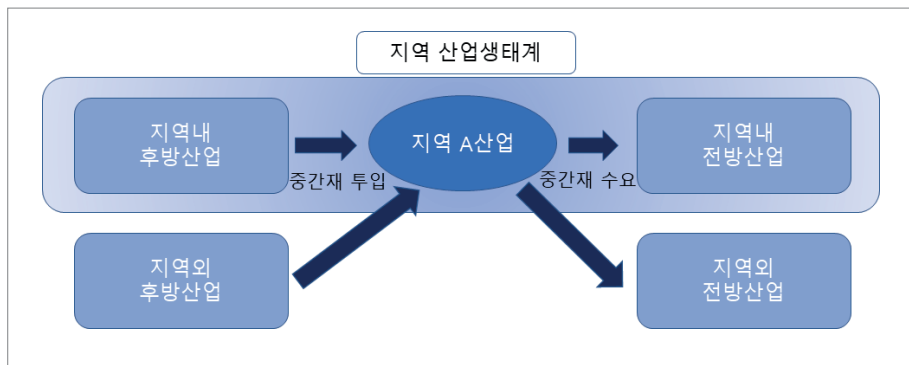 지역 산업생태계
지역내
후방산업
지역 A산업
지역내
전방산업
중간재 투입
중간재 수요
지역외
후방산업
지역외
전방산업